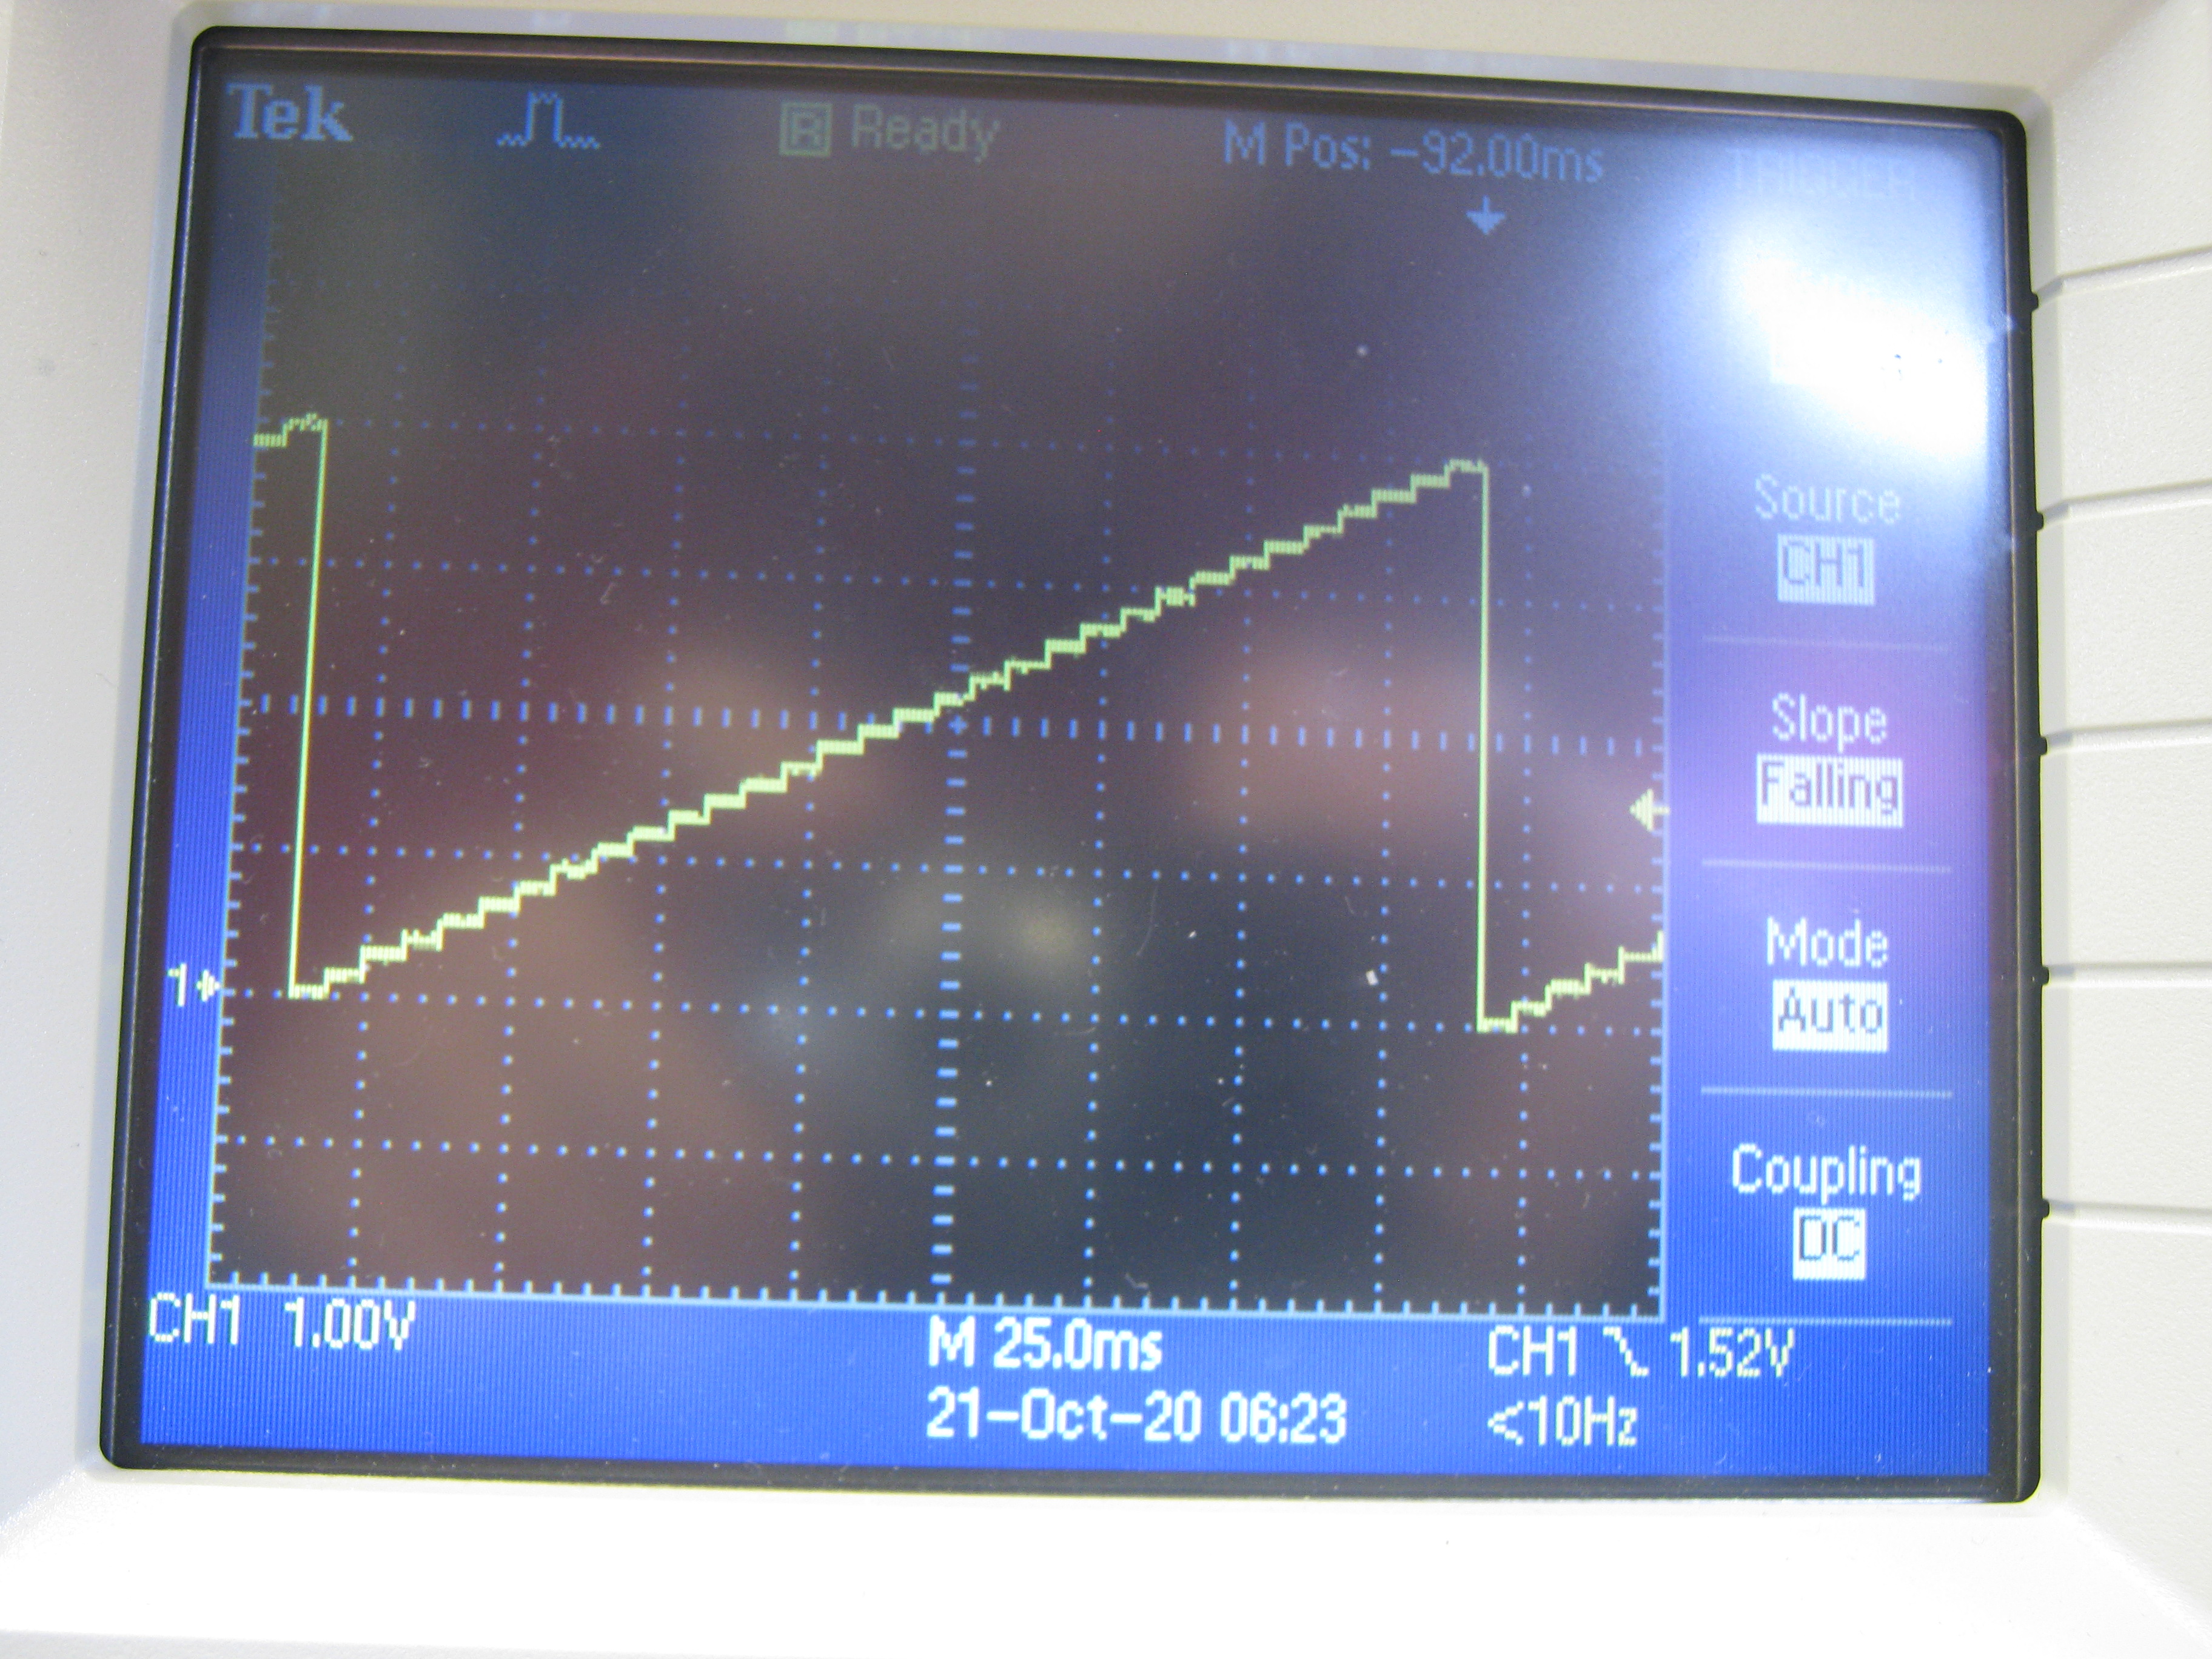 Tek R Ready M Pos: -92.00ms
TRIGGER
Source
CH1
Slope
Falling
Mode
Auto
1
Coupling
DC
CH1 1.00V M 25.0ms CH1 1.52V
21-Oct-20 06:23 <10Hz